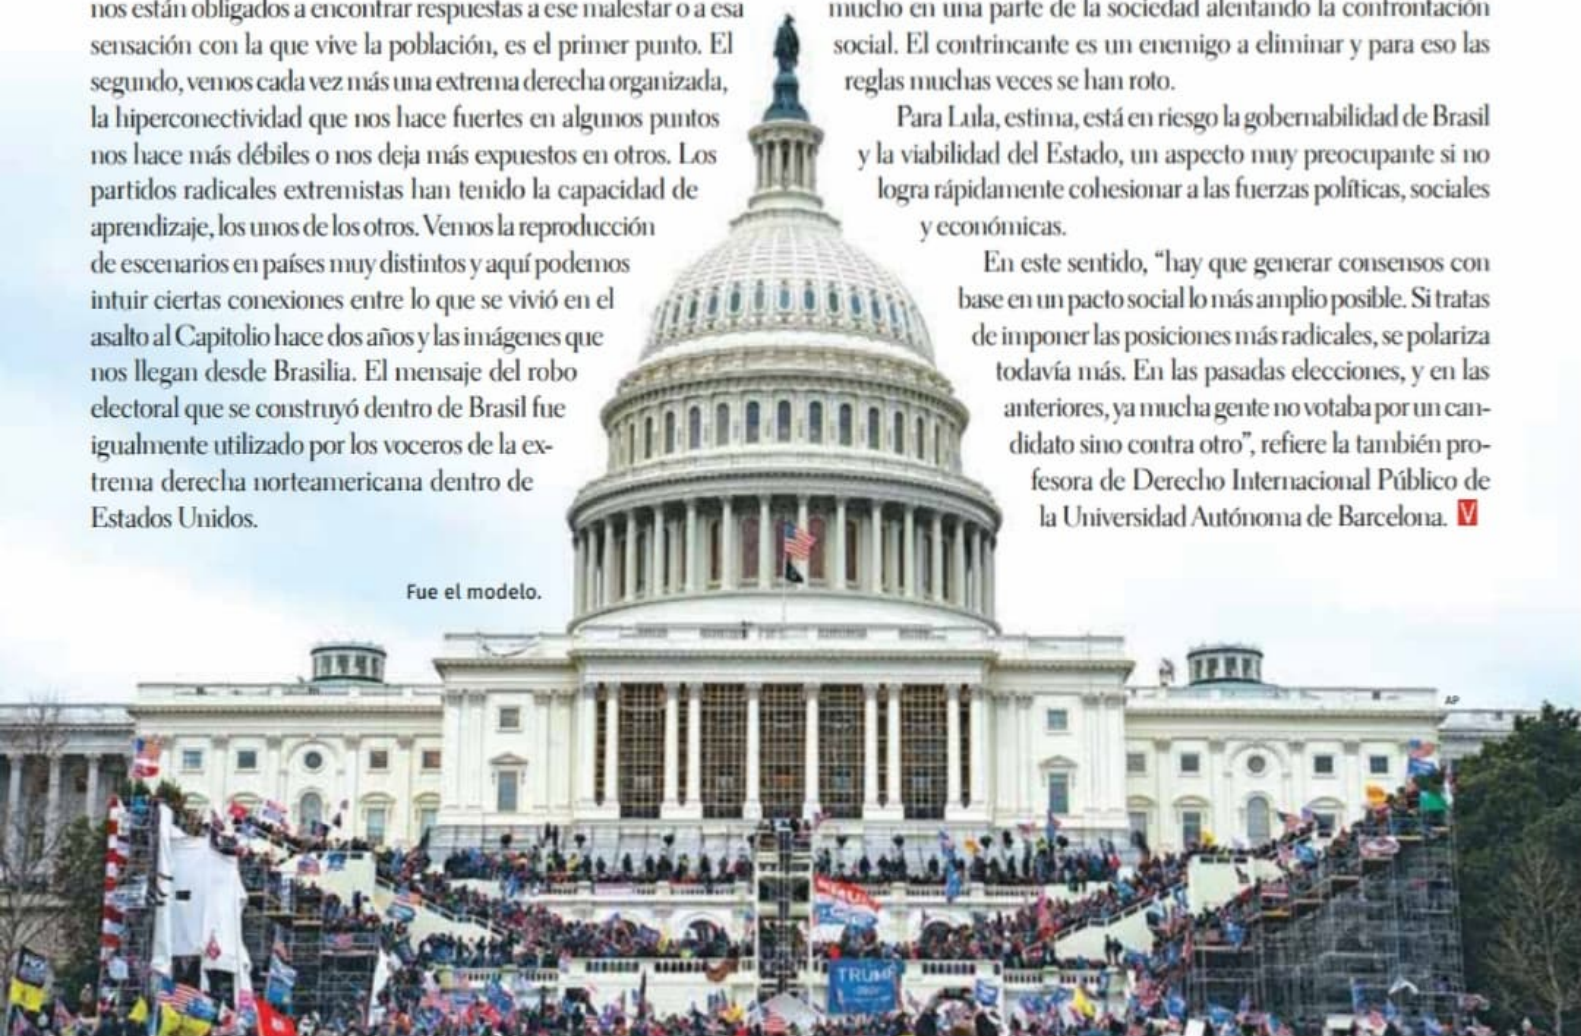 nos están obligados a encontrar respuestas a ese malestar o a esa
sensación con la que vive la población, es el primer punto. El
segundo, vemos cada vez más una extrema derecha organizada,
la hiperconectividad que nos hace fuertes en algunos puntos
nos hace más débiles o nos deja más expuestos en otros. Los
partidos radicales extremistas han tenido la capacidad de
aprendizaje, los unos de los otros. Vemos la reproducción
de escenarios en países muy distintos y aquí podemos
intuir ciertas conexiones entre lo que se vivió en el
asalto al Capitolio hace dos años y las imágenes que
nos llegan desde Brasilia. El mensaje del robo
electoral que se construyó dentro de Brasil fue
igualmente utilizado por los voceros de la ex-
trema derecha norteamericana dentro de
Estados Unidos.
mucho en una parte de la sociedad alentando la confrontación
social. El contrincante es un enemigo a eliminar y para eso las
reglas muchas veces se han roto.
Para Lula, estima, está en riesgo la gobernabilidad de Brasil
y la viabilidad del Estado, un aspecto muy preocupante si no
logra rápidamente cohesionar a las fuerzas políticas, sociales
y económicas.
En este sentido, “hay que generar consensos con
base en un pacto social lo más amplio posible. Si tratas
de imponer las posiciones más radicales, se polariza
todavía más. En las pasadas elecciones, y en las
anteriores, ya mucha gente no votaba por un can-
didato sino contra otro”, refiere la también pro-
fesora de Derecho Internacional Público de
la Universidad Autónoma de Barcelona. V
Fue el modelo.
AP
TRUMP